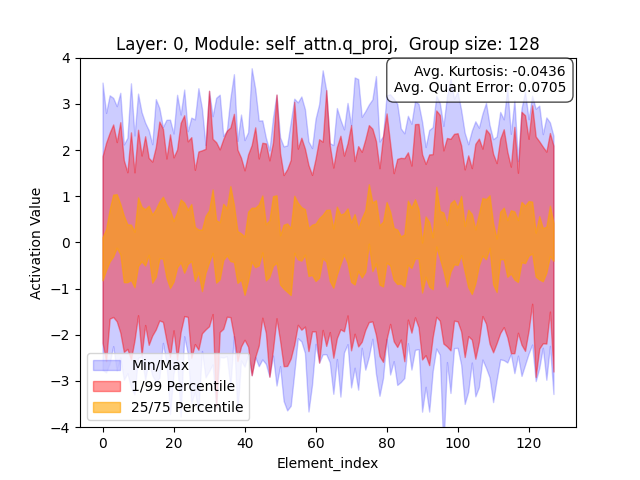 Layer: 0, Module: self_attn.q_proj,  Group size: 128
Avg. Kurtosis: -0.0436
Avg. Quant Error: 0.0705
4
3
2
1
0
−1
−2
−3
−4
Activation Value
Min/Max
1/99 Percentile
25/75 Percentile
0 20 40 60 80 100 120
Element_index